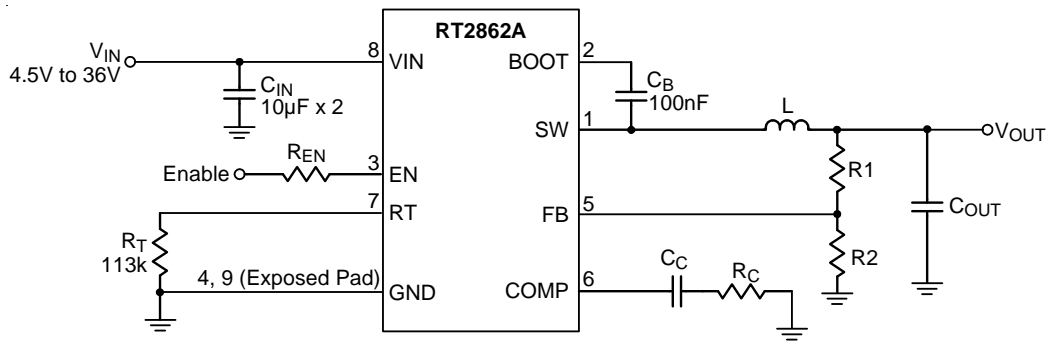 RT2862A
VIN
4.5V to 36V
8
VIN
BOOT
2
CIN
10µF x 2
CB
100nF
SW
1
L
VOUT
Enable
REN
3
EN
R1
7
RT
FB
5
COUT
RT
113k
R2
4, 9 (Exposed Pad)
GND
COMP
6
CC
RC